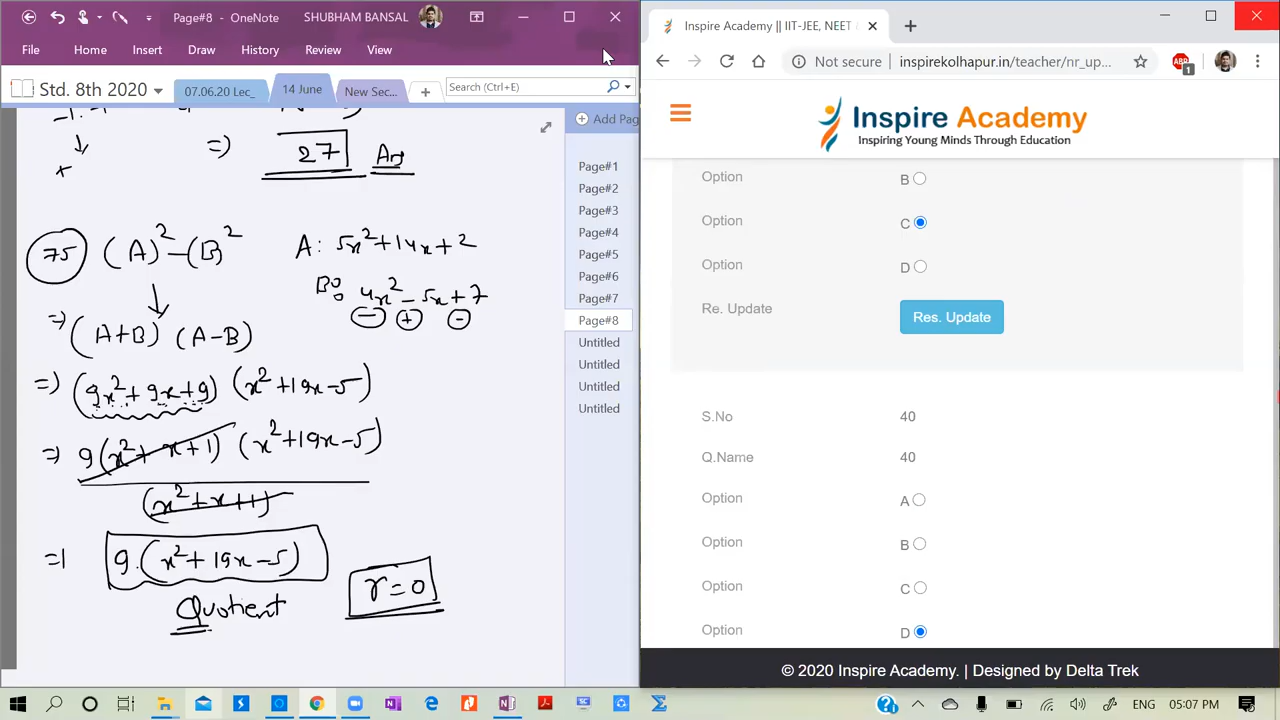 Page#8 - OneNote
SHUBHAM BANSAL
File Home Insert Draw History Review View
Std. 8th 2020
07.06.20 Lec_
14 June
New Sec...
Search (Ctrl+E)
Add Pag
Page#1
Page#2
Page#3
Page#4
Page#5
Page#6
Page#7
Page#8
Untitled
Untitled
Untitled
Untitled
=) 27 Ans
75 (A)² - (B)² A: 5x² + 14x + 2
B: 4x² - 5x + 7
- + -
=) (A+B) (A-B)
=) (9x² + 9x + 9) (x² + 19x - 5)
=) 9(x² + x + 1) (x² + 19x - 5)
(x² + x + 1)
=) 9.(x² + 19x - 5)
Quotient
r = 0
Inspire Academy || IIT-JEE, NEET
Not secure inspirekolhapur.in/teacher/nr_up...
ABP
1
Inspire Academy
Inspiring Young Minds Through Education
Option B
Option C
Option D
Re. Update Res. Update
S.No 40
Q.Name 40
Option A
Option B
Option C
Option D
© 2020 Inspire Academy. | Designed by Delta Trek
ENG 05:07 PM